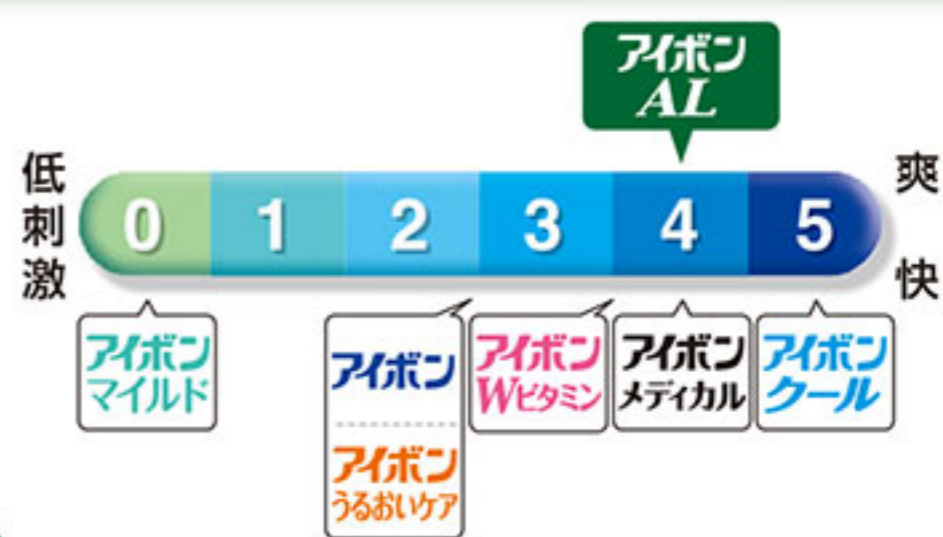 アイボン
AL
低刺激
0 1 2 3 4 5
爽快
アイボン
マイルド
アイボン
アイボン
うるおいケア
アイボン
Wビタミン
アイボン
メディカル
アイボン
クール